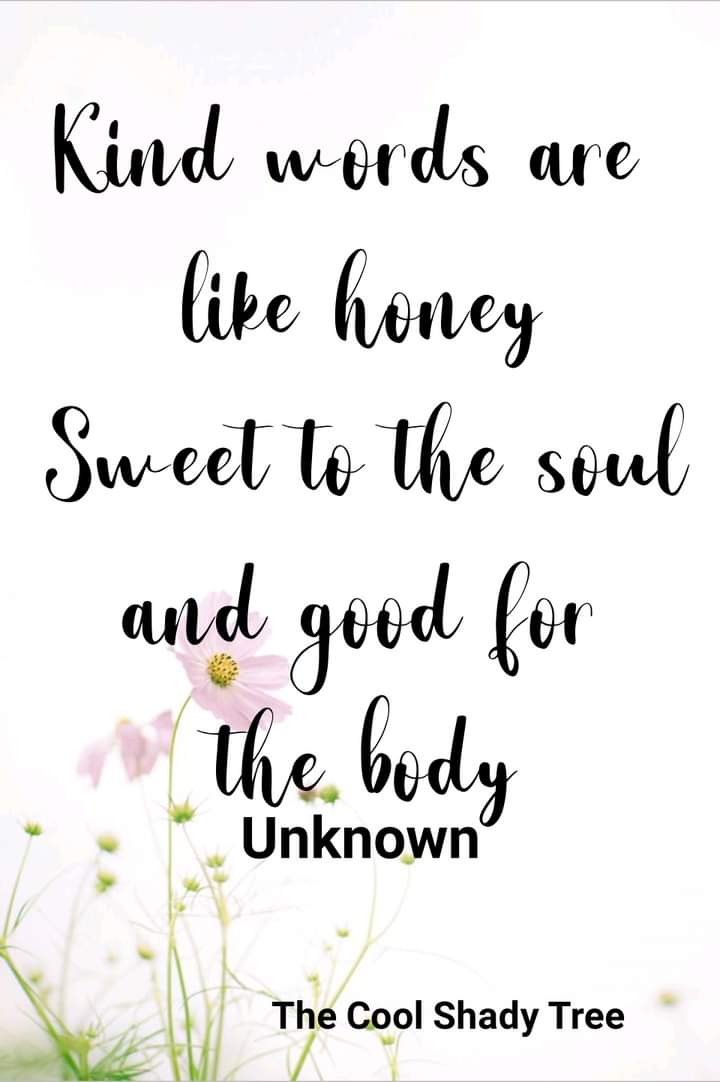 Kind words are
like honey
Sweet to the soul
and good for
the body
Unknown
The Cool Shady Tree